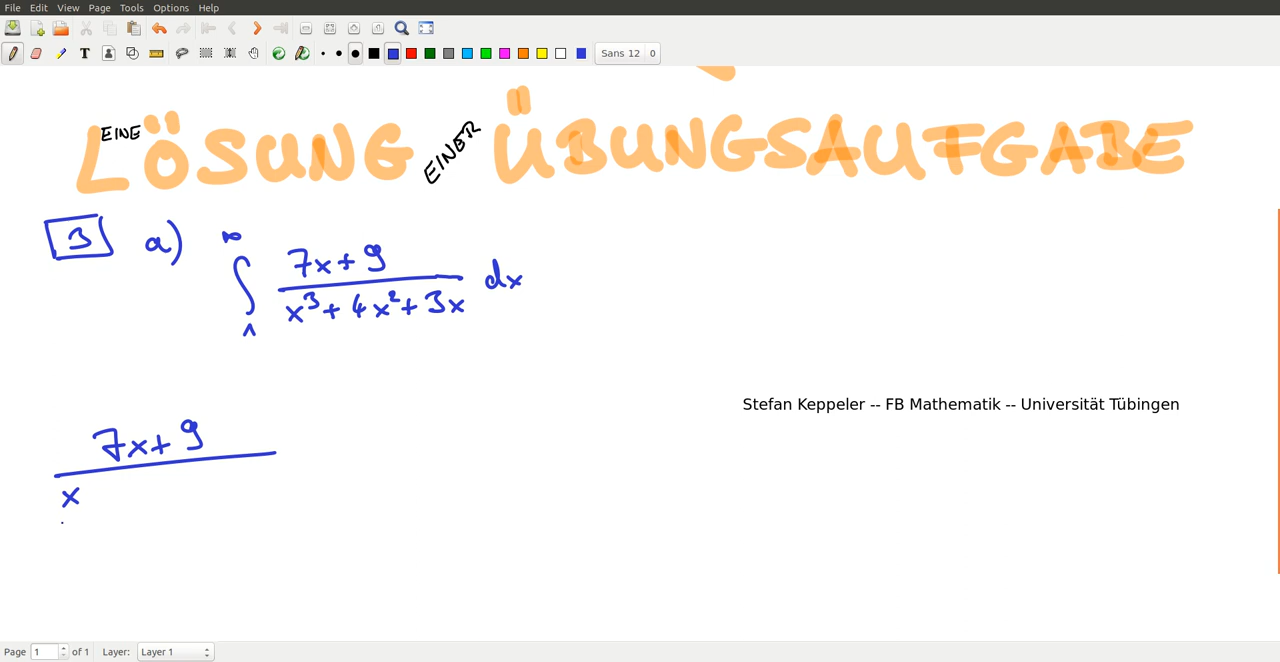 File Edit View Page Tools Options Help
T Sans 12 0
LÖSUNG EINE EINER ÜBUNGSAUFGABE
3 a) ∫₁^∞ (7x+9)/(x³+4x²+3x) dx
Stefan Keppeler -- FB Mathematik -- Universität Tübingen
7x+9
x
Page 1 of 1 Layer: Layer 1